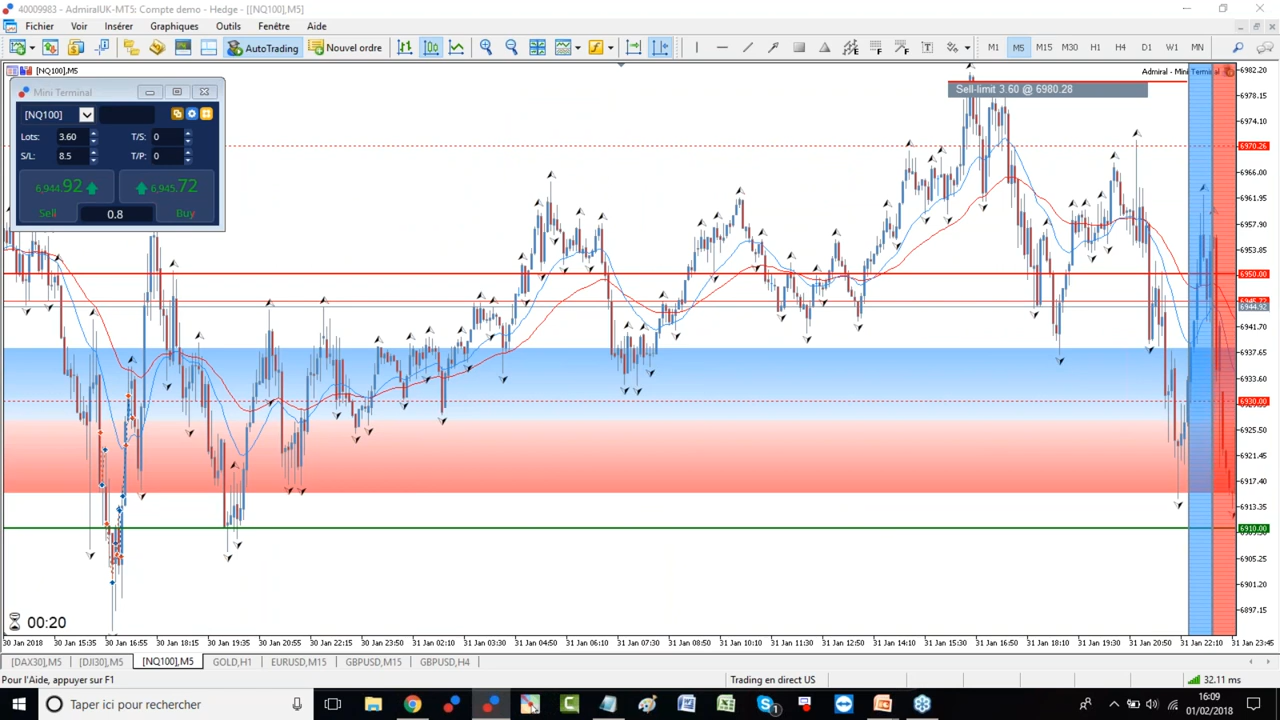 40009983 - AdmiralUK-MT5: Compte demo - Hedge - [[NQ100],M5]
Fichier Voir Insérer Graphiques Outils Fenêtre Aide
AutoTrading Nouvel ordre M1 M5 M15 M30 H1 H4 D1 W1 MN
[NQ100],M5
Admiral - Mini Termi
Mini Terminal
[NQ100]
Lots: 3.60 T/S: 0
S/L: 8.5 T/P: 0
6,944.92 6,945.72
Sell 0.8 Buy
Sell-limit 3.60 @ 6980.28
6982.20
6978.15
6974.10
6970.26
6966.00
6961.95
6957.90
6953.85
6950.00
6945.72
6944.92
6941.70
6937.65
6933.60
6930.00
6925.50
6921.45
6917.40
6913.35
6910.00
6905.25
6901.20
6897.15
00:20
30 Jan 2018 30 Jan 15:35 30 Jan 16:55 30 Jan 18:15 30 Jan 19:35 30 Jan 20:55 30 Jan 22:15 30 Jan 23:50 31 Jan 02:10 31 Jan 03:30 31 Jan 04:50 31 Jan 06:10 31 Jan 07:30 31 Jan 08:50 31 Jan 10:10 31 Jan 11:30 31 Jan 12:50 31 Jan 14:10 31 Jan 15:30 31 Jan 16:50 31 Jan 18:10 31 Jan 19:30 31 Jan 20:50 31 Jan 22:10 31 Jan 23:45
[DAX30],M5 [DJI30],M5 [NQ100],M5 GOLD,H1 EURUSD,M15 GBPUSD,M15 GBPUSD,H4
Pour l'Aide, appuyer sur F1 Trading en direct US 32.11 ms
Taper ici pour rechercher
16:09
01/02/2018